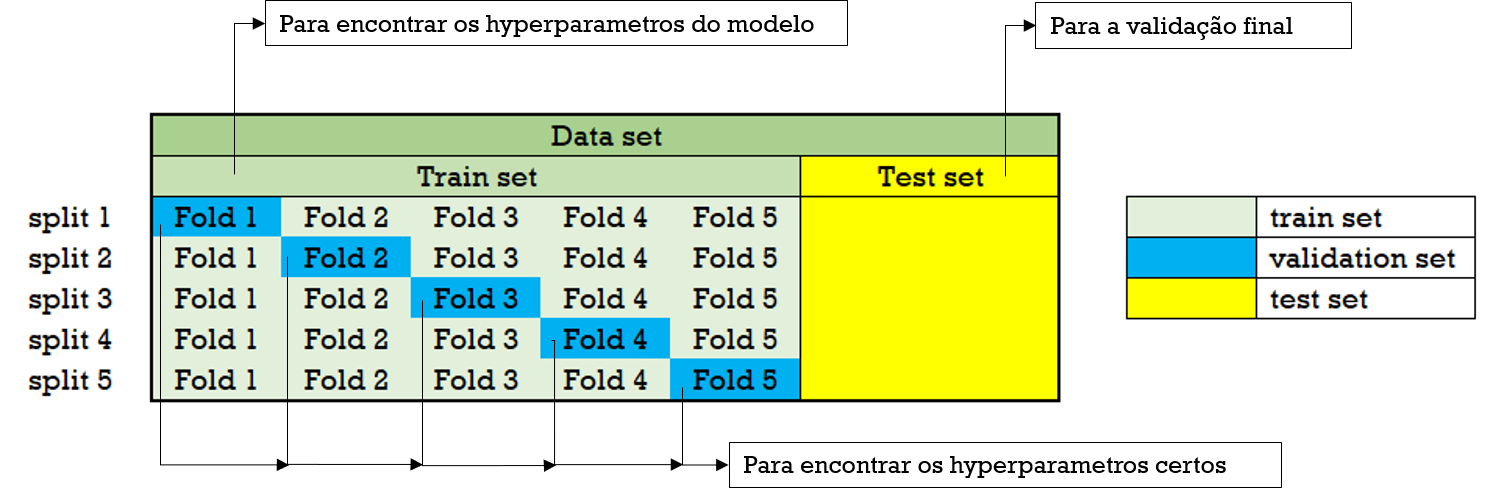 Para encontrar os hyperparametros do modelo
Para a validação final
Data set
Train set Test set
split 1 Fold 1 Fold 2 Fold 3 Fold 4 Fold 5
split 2 Fold 1 Fold 2 Fold 3 Fold 4 Fold 5
split 3 Fold 1 Fold 2 Fold 3 Fold 4 Fold 5
split 4 Fold 1 Fold 2 Fold 3 Fold 4 Fold 5
split 5 Fold 1 Fold 2 Fold 3 Fold 4 Fold 5
train set
validation set
test set
Para encontrar os hyperparametros certos